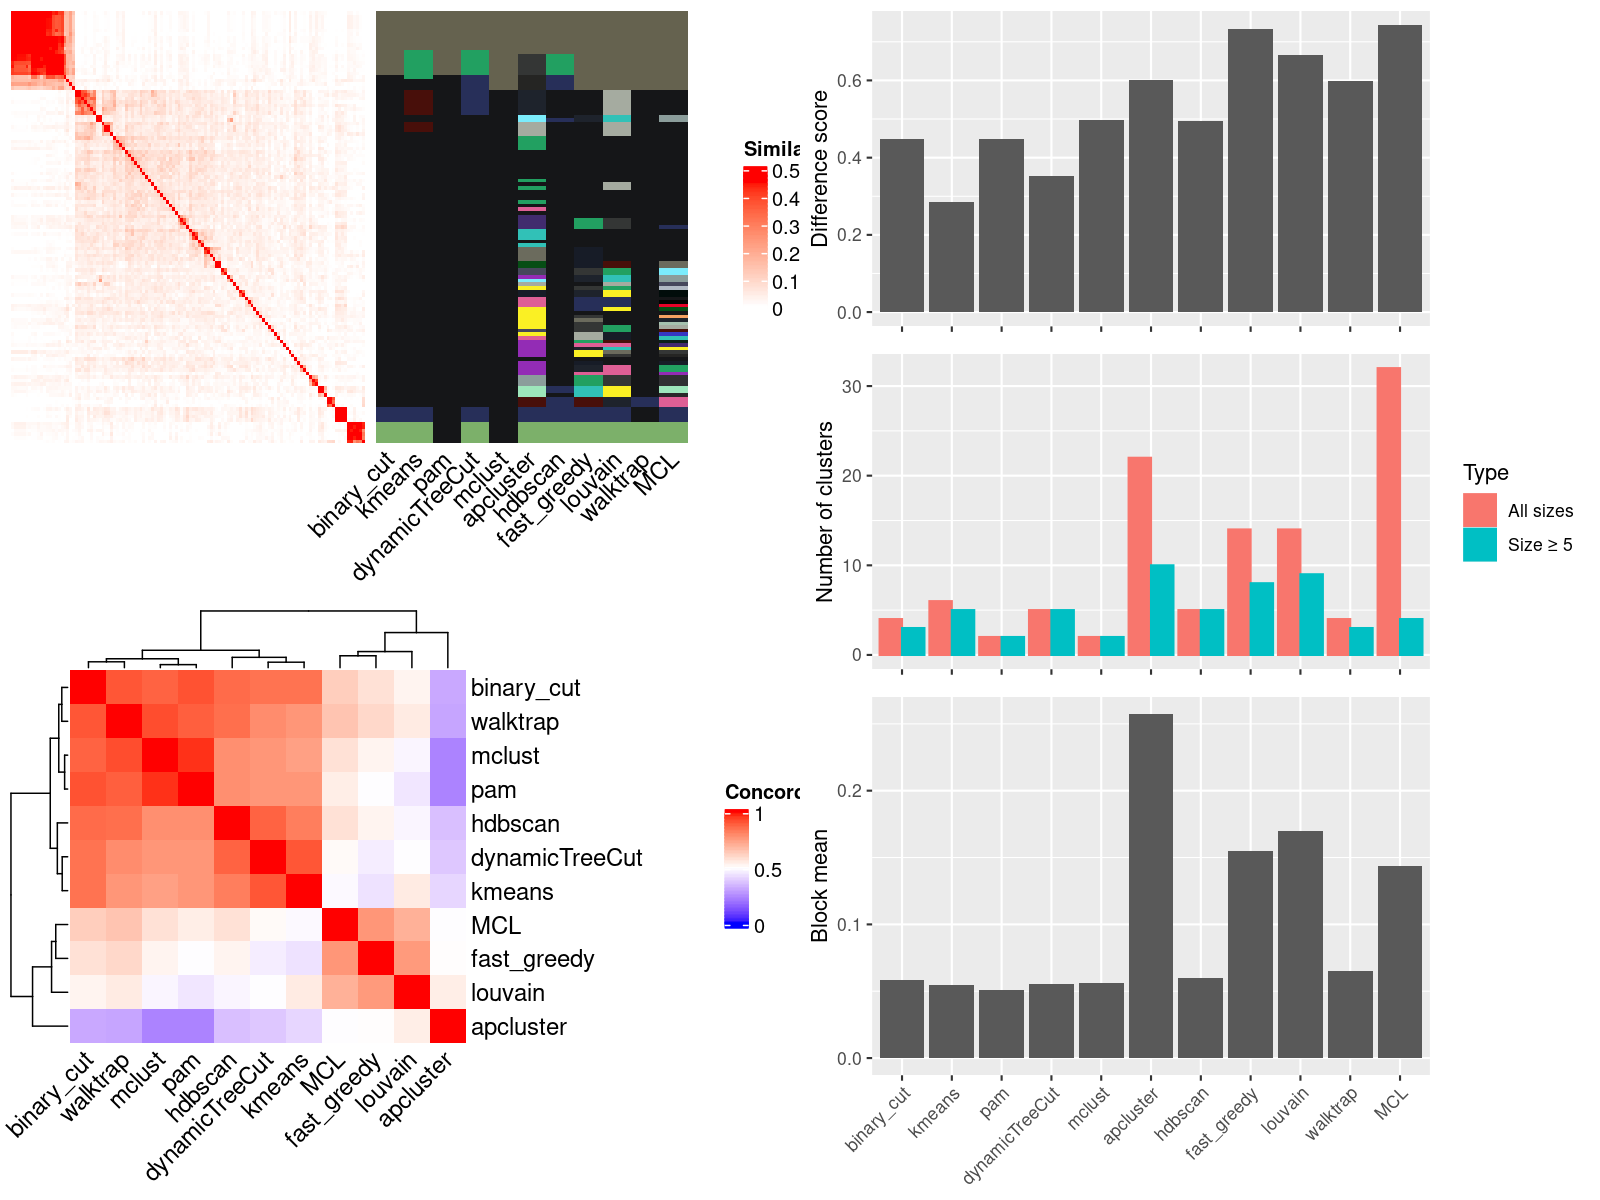 Simila
0.5
0.4
0.3
0.2
0.1
0
binary_cut
kmeans
pam
dynamicTreeCut
mclust
apcluster
hdbscan
fast_greedy
louvain
walktrap
MCL
Difference score
0.6
0.4
0.2
0.0
Number of clusters
30
20
10
0
Type
All sizes
Size ≥ 5
binary_cut
walktrap
mclust
pam
hdbscan
dynamicTreeCut
kmeans
MCL
fast_greedy
louvain
apcluster
binary_cut
walktrap
mclust
pam
hdbscan
dynamicTreeCut
kmeans
MCL
fast_greedy
louvain
apcluster
Concord
1
0.5
0
Block mean
0.2
0.1
0.0
binary_cut
kmeans
pam
dynamicTreeCut
mclust
apcluster
hdbscan
fast_greedy
louvain
walktrap
MCL